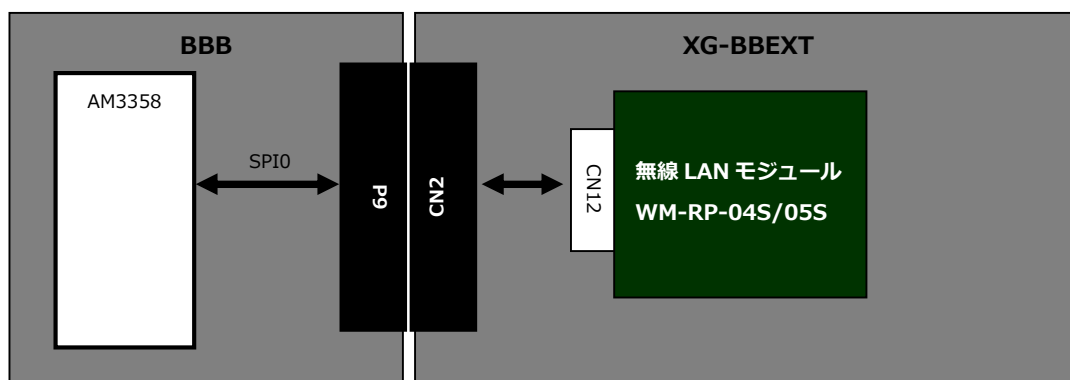 BBB
XG-BBEXT
AM3358
SPI0
P9
CN2
CN12
無線 LAN モジュール
WM-RP-04S/05S